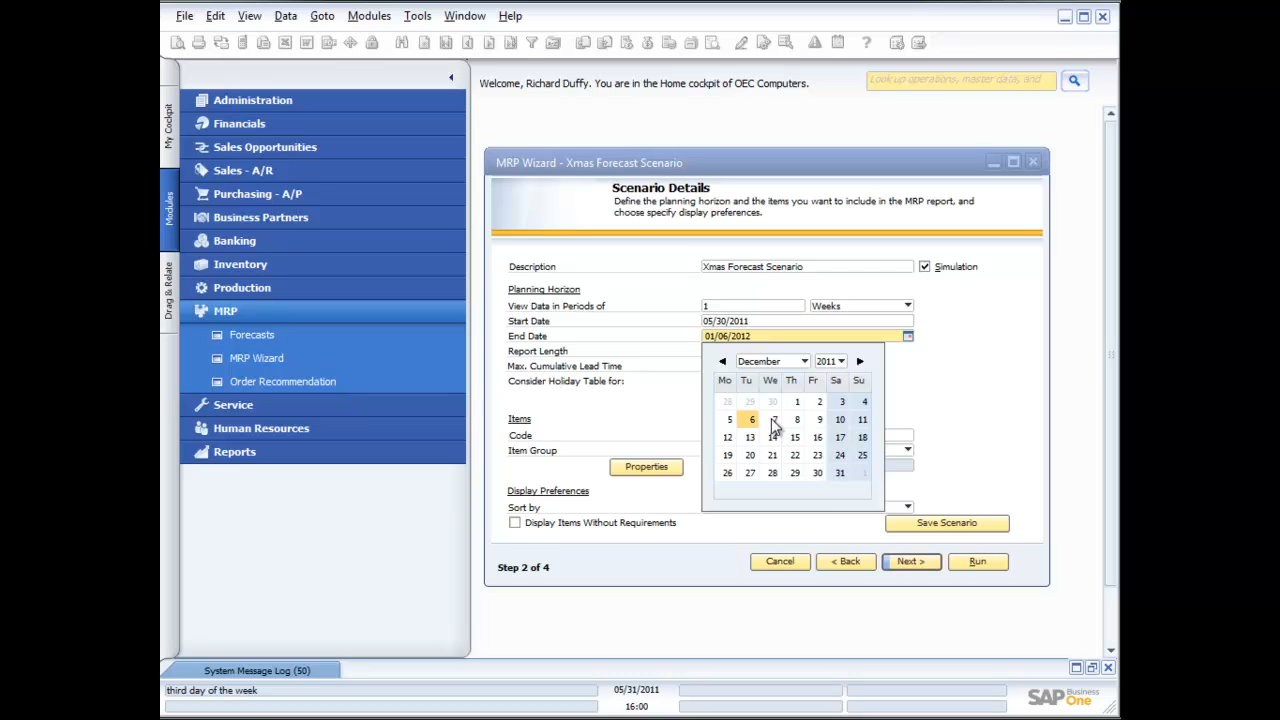 File Edit View Data Goto Modules Tools Window Help
My Cockpit
Modules
Drag & Relate
Administration
Financials
Sales Opportunities
Sales - A/R
Purchasing - A/P
Business Partners
Banking
Inventory
Production
MRP
Forecasts
MRP Wizard
Order Recommendation
Service
Human Resources
Reports
Welcome, Richard Duffy. You are in the Home cockpit of OEC Computers.
Look up operations, master data, and
MRP Wizard - Xmas Forecast Scenario
Scenario Details
Define the planning horizon and the items you want to include in the MRP report, and
choose specify display preferences.
Description Xmas Forecast Scenario Simulation
Planning Horizon
View Data in Periods of 1 Weeks
Start Date 05/30/2011
End Date 01/06/2012
Report Length
Max. Cumulative Lead Time
Consider Holiday Table for:
December 2011
Mo Tu We Th Fr Sa Su
28 29 30 1 2 3 4
5 6 7 8 9 10 11
12 13 14 15 16 17 18
19 20 21 22 23 24 25
26 27 28 29 30 31 1
Items
Code
Item Group
Properties
Display Preferences
Sort by
Display Items Without Requirements
Save Scenario
Step 2 of 4
Cancel < Back Next > Run
System Message Log (50)
third day of the week 05/31/2011
16:00
SAP Business One